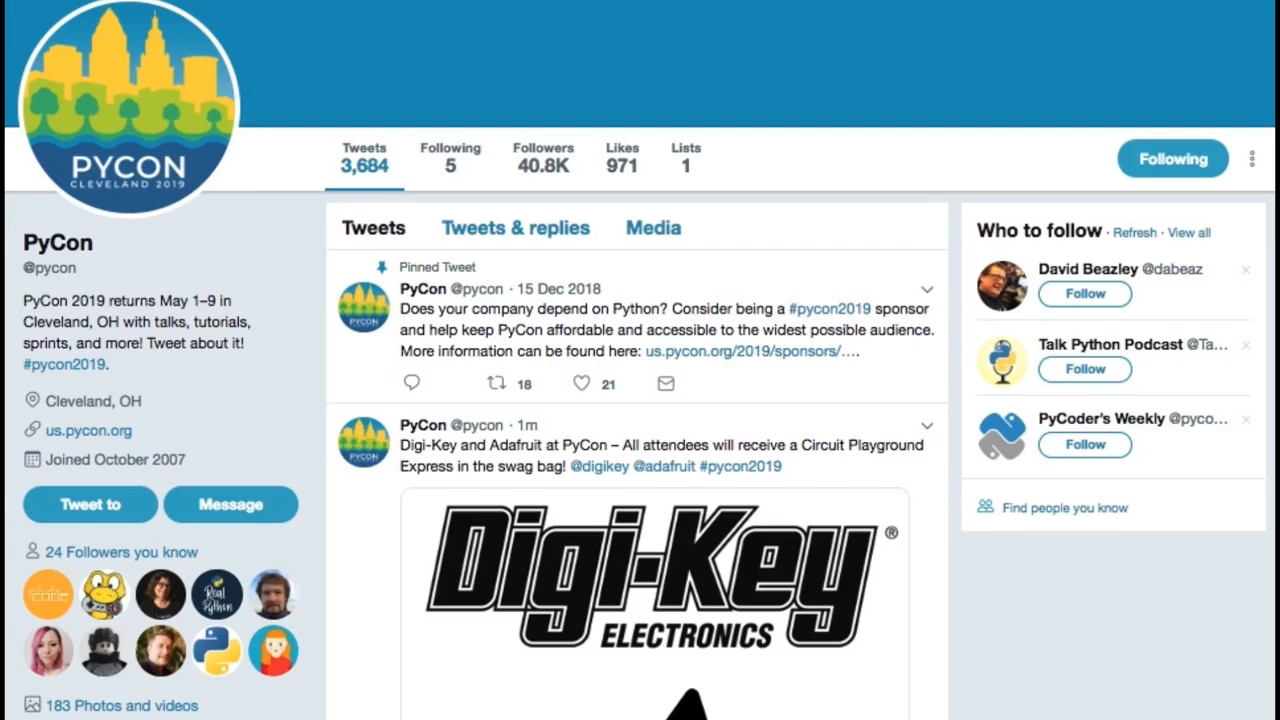 PYCON
CLEVELAND 2019
Tweets
3,684
Following
5
Followers
40.8K
Likes
971
Lists
1
Following
PyCon
@pycon
PyCon 2019 returns May 1–9 in
Cleveland, OH with talks, tutorials,
sprints, and more! Tweet about it!
#pycon2019.
Cleveland, OH
us.pycon.org
Joined October 2007
Tweet to
Message
24 Followers you know
code
Real
Python
183 Photos and videos
Tweets
Tweets & replies
Media
Pinned Tweet
PYCON
PyCon @pycon · 15 Dec 2018
Does your company depend on Python? Consider being a #pycon2019 sponsor
and help keep PyCon affordable and accessible to the widest possible audience.
More information can be found here: us.pycon.org/2019/sponsors/....
18
21
PYCON
PyCon @pycon · 1m
Digi-Key and Adafruit at PyCon – All attendees will receive a Circuit Playground
Express in the swag bag! @digikey @adafruit #pycon2019
Digi-Key®
ELECTRONICS
Who to follow · Refresh · View all
David Beazley @dabeaz
Follow
Talk Python Podcast @Ta...
Follow
PyCoder's Weekly @pyco...
Follow
Find people you know